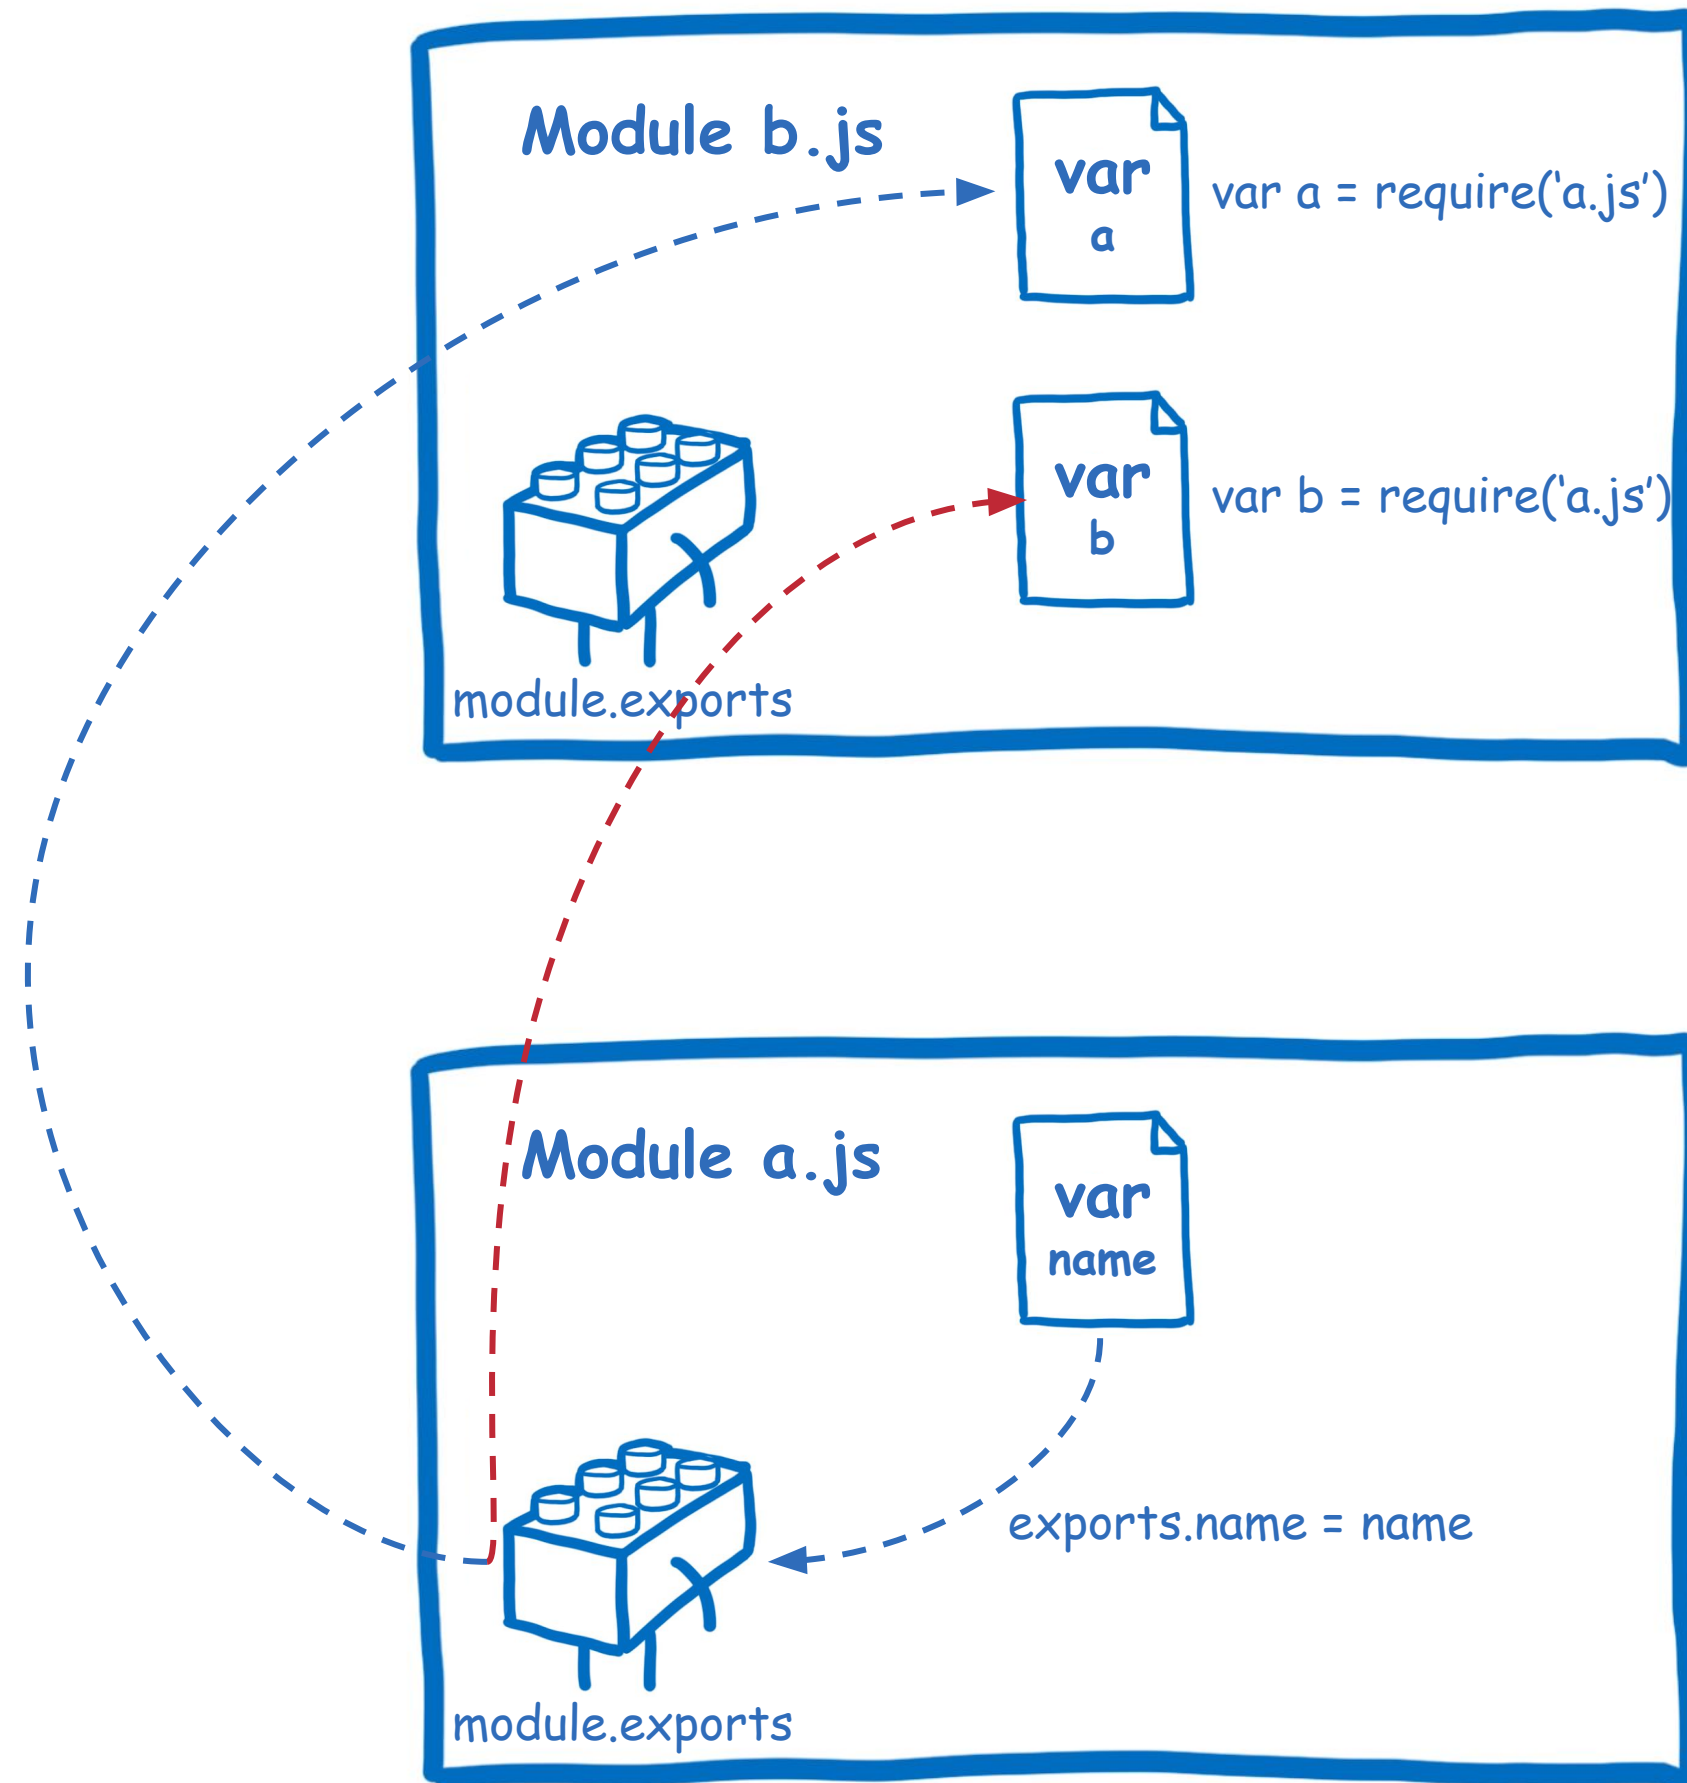 Module b.js
var
a
var a = require(‘a.js’)
var
b
var b = require(‘a.js’)
module.exports
Module a.js
var
name
exports.name = name
module.exports